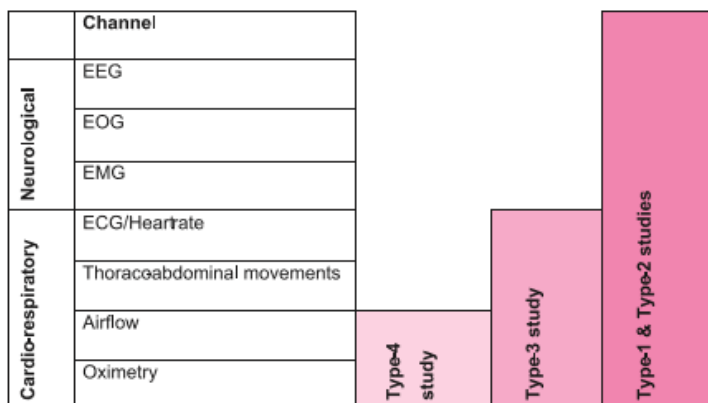 Channel
Neurological
EEG
EOG
EMG
Cardio-respiratory
ECG/Heartrate
Thoracoabdominal movements
Airflow
Oximetry
Type-4
study
Type-3 study
Type-1 & Type-2 studies